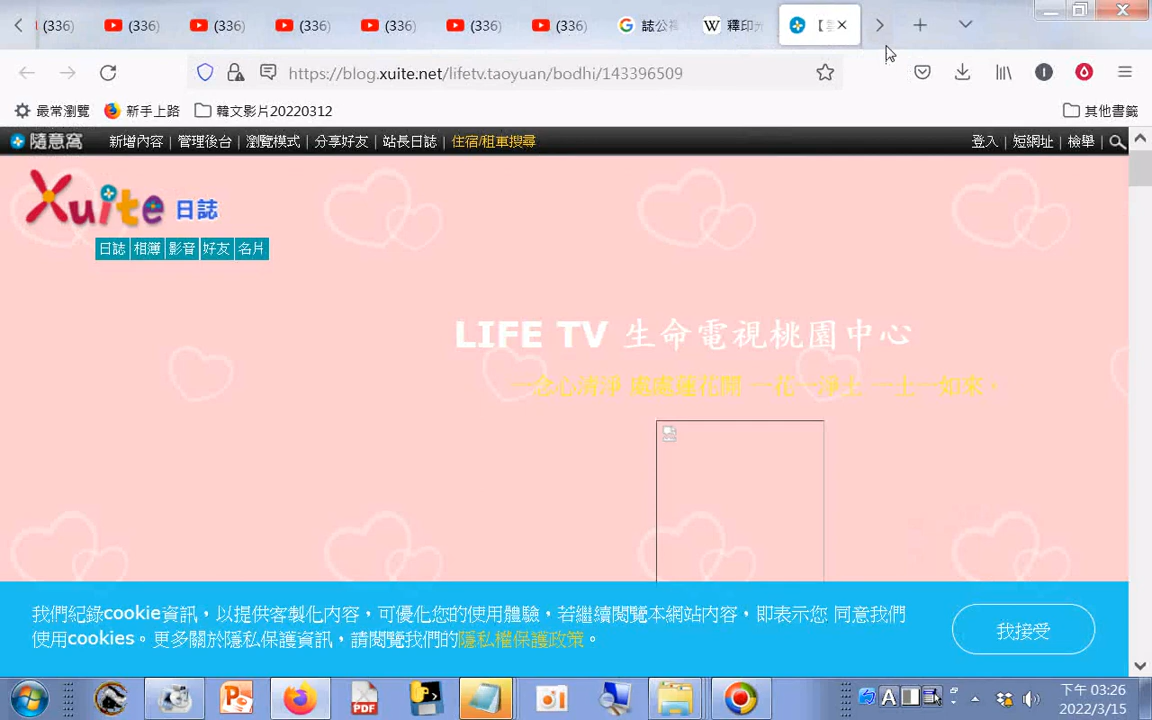 (336)
(336)
(336)
(336)
(336)
(336)
(336)
誌公
釋印
【
https://blog.xuite.net/lifetv.taoyuan/bodhi/143396509
最常瀏覽
新手上路
韓文影片20220312
其他書籤
隨意窩
新增內容 | 管理後台 | 瀏覽模式 | 分享好友 | 站長日誌 | 住宿/租車搜尋
登入 | 短網址 | 檢舉 |
Xuite 日誌
日誌 相簿 影音 好友 名片
LIFE TV 生命電視桃園中心
一念心清淨 處處蓮花開 一花一淨土 一土一如來。
我們紀錄cookie資訊，以提供客製化內容，可優化您的使用體驗，若繼續閱覽本網站內容，即表示您 同意我們
使用cookies。更多關於隱私保護資訊，請閱覽我們的隱私權保護政策。
我接受
PDF
A
下午 03:26
2022/3/15